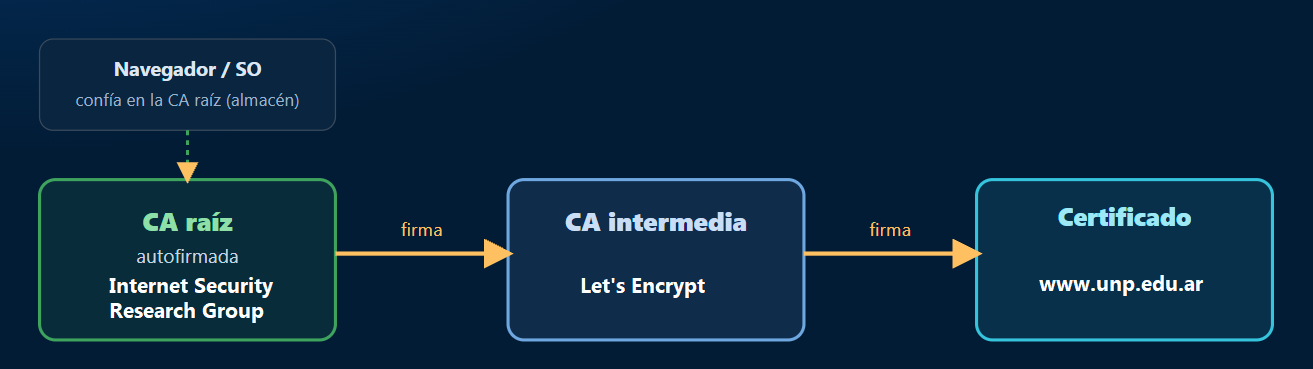 Navegador / SO
confía en la CA raíz (almacén)
CA raíz
autofirmada
Internet Security
Research Group
firma
CA intermedia
Let's Encrypt
firma
Certificado
www.unp.edu.ar